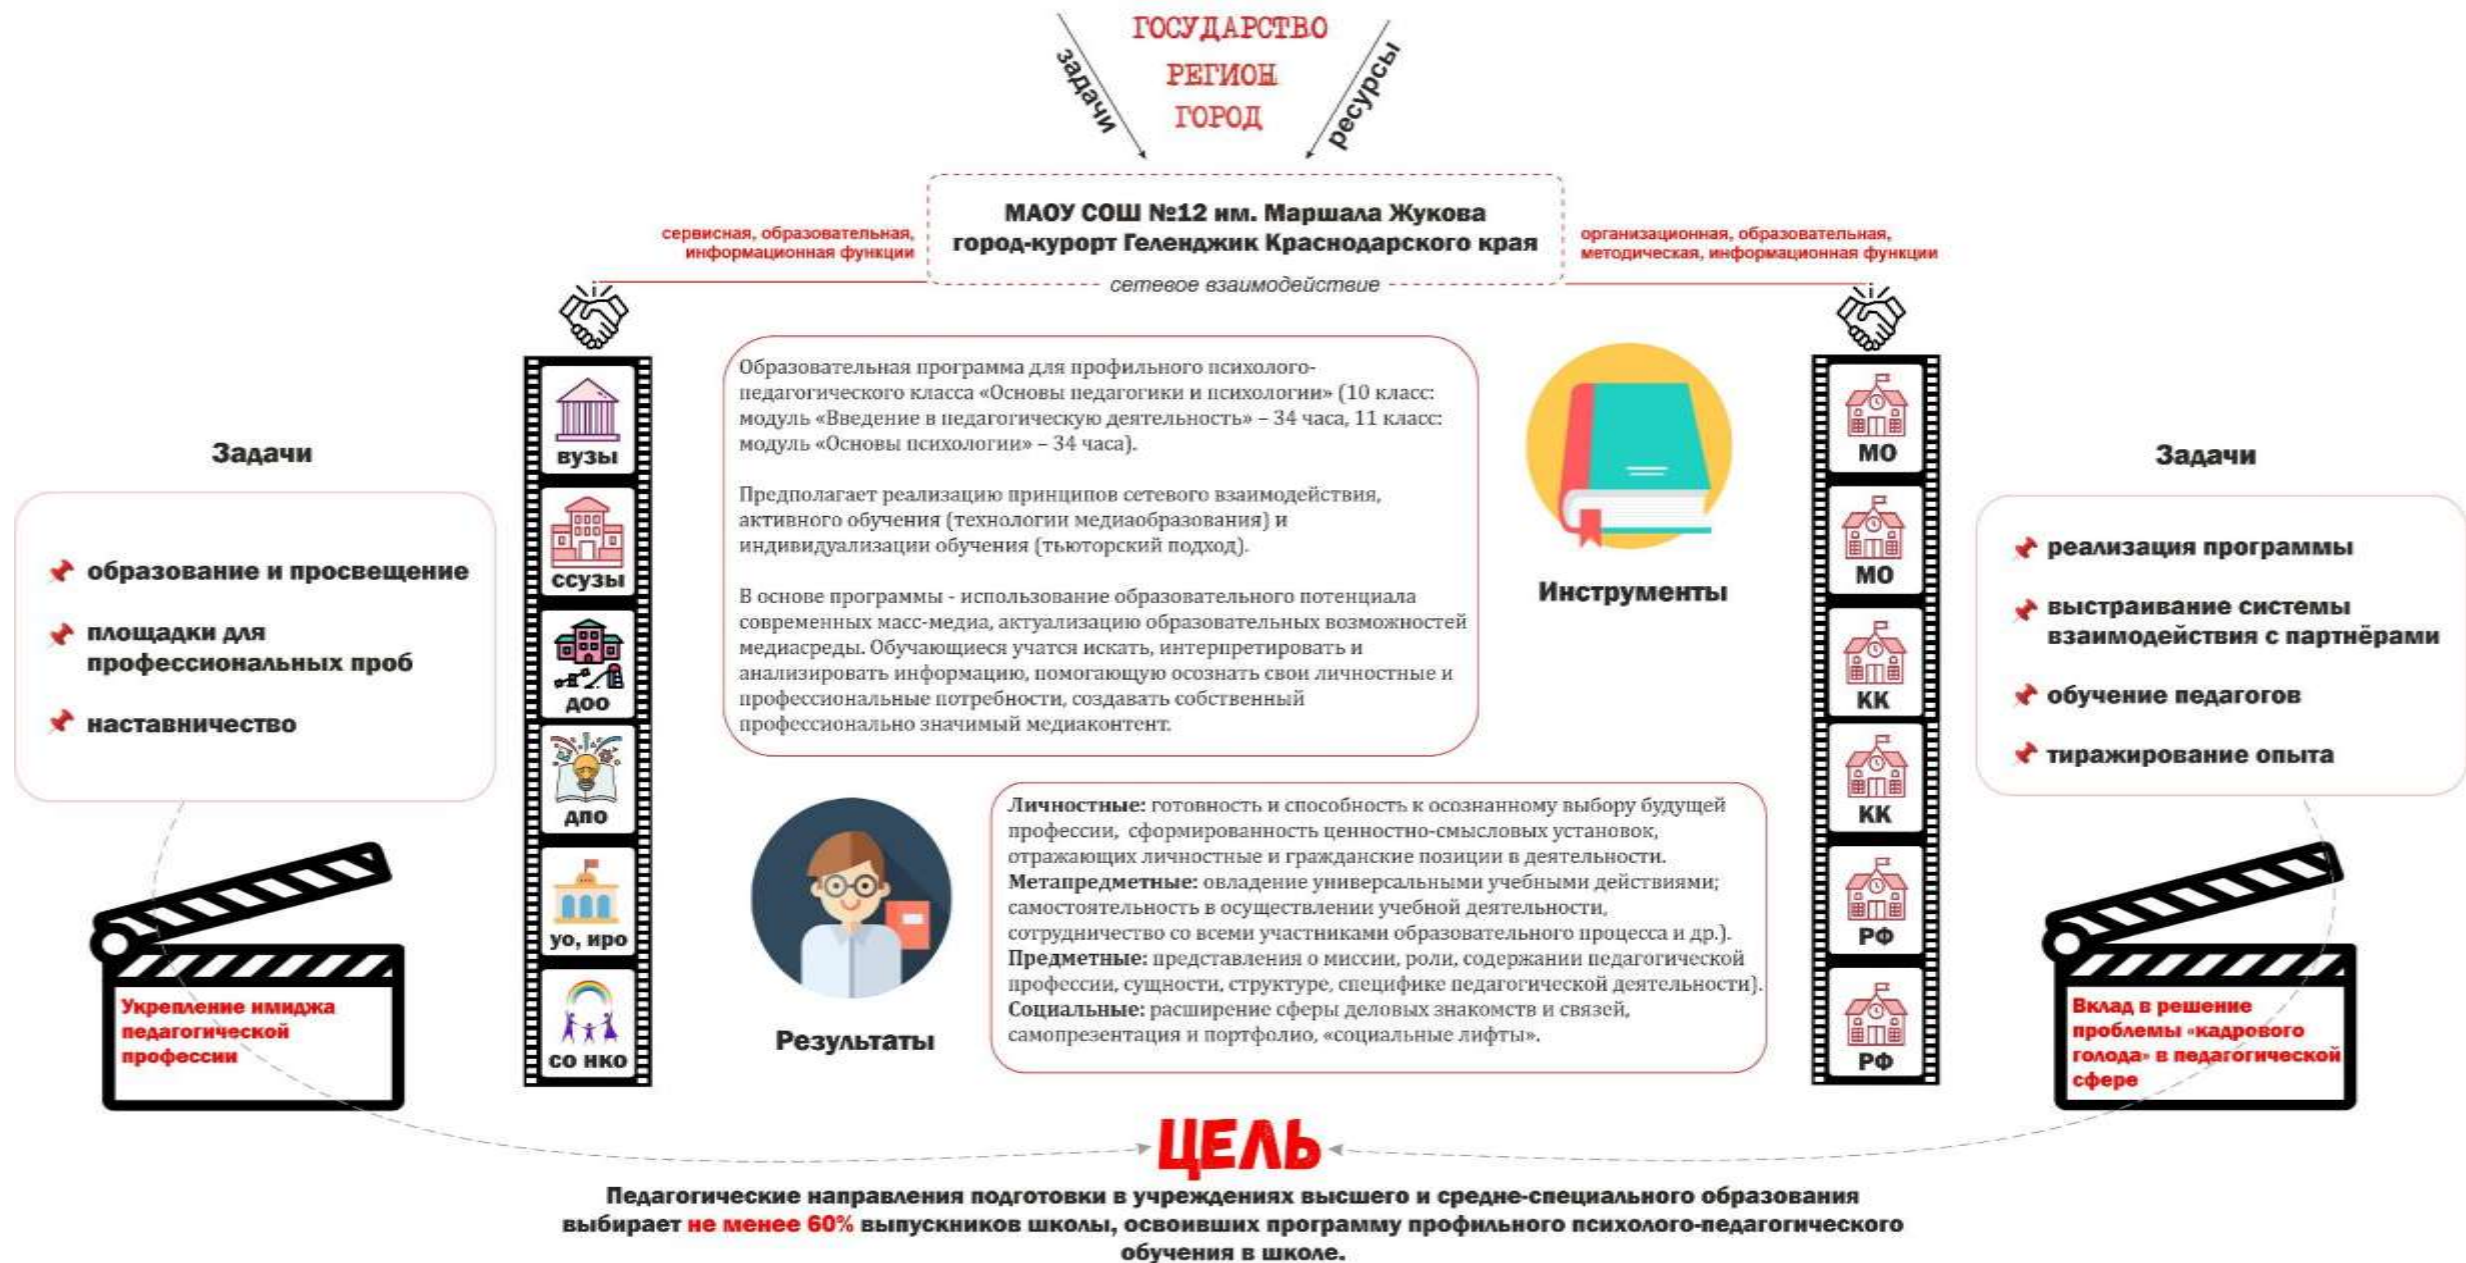 ГОСУДАРСТВО
РЕГИОН
ГОРОД
задачи
ресурсы
МАОУ СОШ №12 им. Маршала Жукова
город-курорт Геленджик Краснодарского края
сетевое взаимодействие
сервисная, образовательная,
информационная функции
организационная, образовательная,
методическая, информационная функции
Задачи
образование и просвещение
площадки для
профессиональных проб
наставничество
Укрепление имиджа
педагогической
профессии
вузы
ссузы
доо
дпо
уо, иро
со нко
Образовательная программа для профильного психолого-
педагогического класса «Основы педагогики и психологии» (10 класс:
модуль «Введение в педагогическую деятельность» – 34 часа, 11 класс:
модуль «Основы психологии» – 34 часа).
Предполагает реализацию принципов сетевого взаимодействия,
активного обучения (технологии медиаобразования) и
индивидуализации обучения (тьюторский подход).
В основе программы - использование образовательного потенциала
современных масс-медиа, актуализацию образовательных возможностей
медиасреды. Обучающиеся учатся искать, интерпретировать и
анализировать информацию, помогающую осознать свои личностные и
профессиональные потребности, создавать собственный
профессионально значимый медиаконтент.
Инструменты
Результаты
Личностные: готовность и способность к осознанному выбору будущей
профессии, сформированность ценностно-смысловых установок,
отражающих личностные и гражданские позиции в деятельности.
Метапредметные: овладение универсальными учебными действиями;
самостоятельность в осуществлении учебной деятельности,
сотрудничество со всеми участниками образовательного процесса и др.).
Предметные: представления о миссии, роли, содержании педагогической
профессии, сущности, структуре, специфике педагогической деятельности).
Социальные: расширение сферы деловых знакомств и связей,
самопрезентация и портфолио, «социальные лифты».
МО
МО
КК
КК
РФ
РФ
Задачи
реализация программы
выстраивание системы
взаимодействия с партнёрами
обучение педагогов
тиражирование опыта
Вклад в решение
проблемы «кадрового
голода» в педагогической
сфере
ЦЕЛЬ
Педагогические направления подготовки в учреждениях высшего и средне-специального образования
выбирает не менее 60% выпускников школы, освоивших программу профильного психолого-педагогического
обучения в школе.